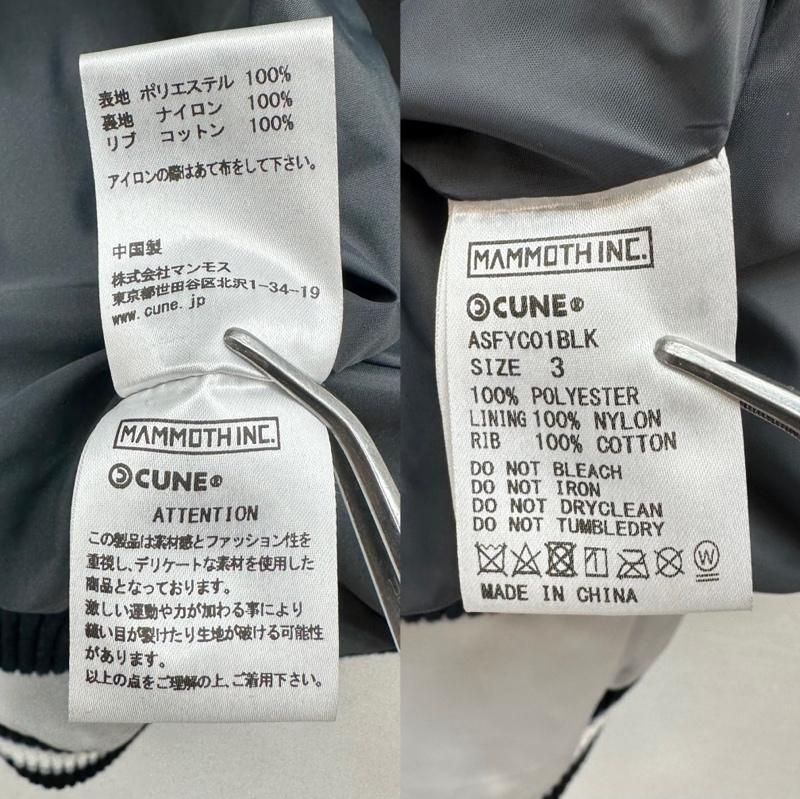 表地 ポリエステル 100%
裏地 ナイロン 100%
リブ コットン 100%
アイロンの際はあて布をして下さい。
中国製
株式会社マンモス
東京都世田谷区北沢1-34-19
www.cune.jp
MAMMOTH INC.
CUNE®
ATTENTION
この製品は素材感とファッション性を
重視し、デリケートな素材を使用した
商品となっております。
激しい運動や力が加わる事により
縫い目が裂けたり生地が破ける可能性
があります。
以上の点をご理解の上、ご着用下さい。
MAMMOTH INC.
CUNE®
ASFYC01BLK
SIZE 3
100% POLYESTER
LINING 100% NYLON
RIB 100% COTTON
DO NOT BLEACH
DO NOT IRON
DO NOT DRYCLEAN
DO NOT TUMBLEDRY
W
MADE IN CHINA